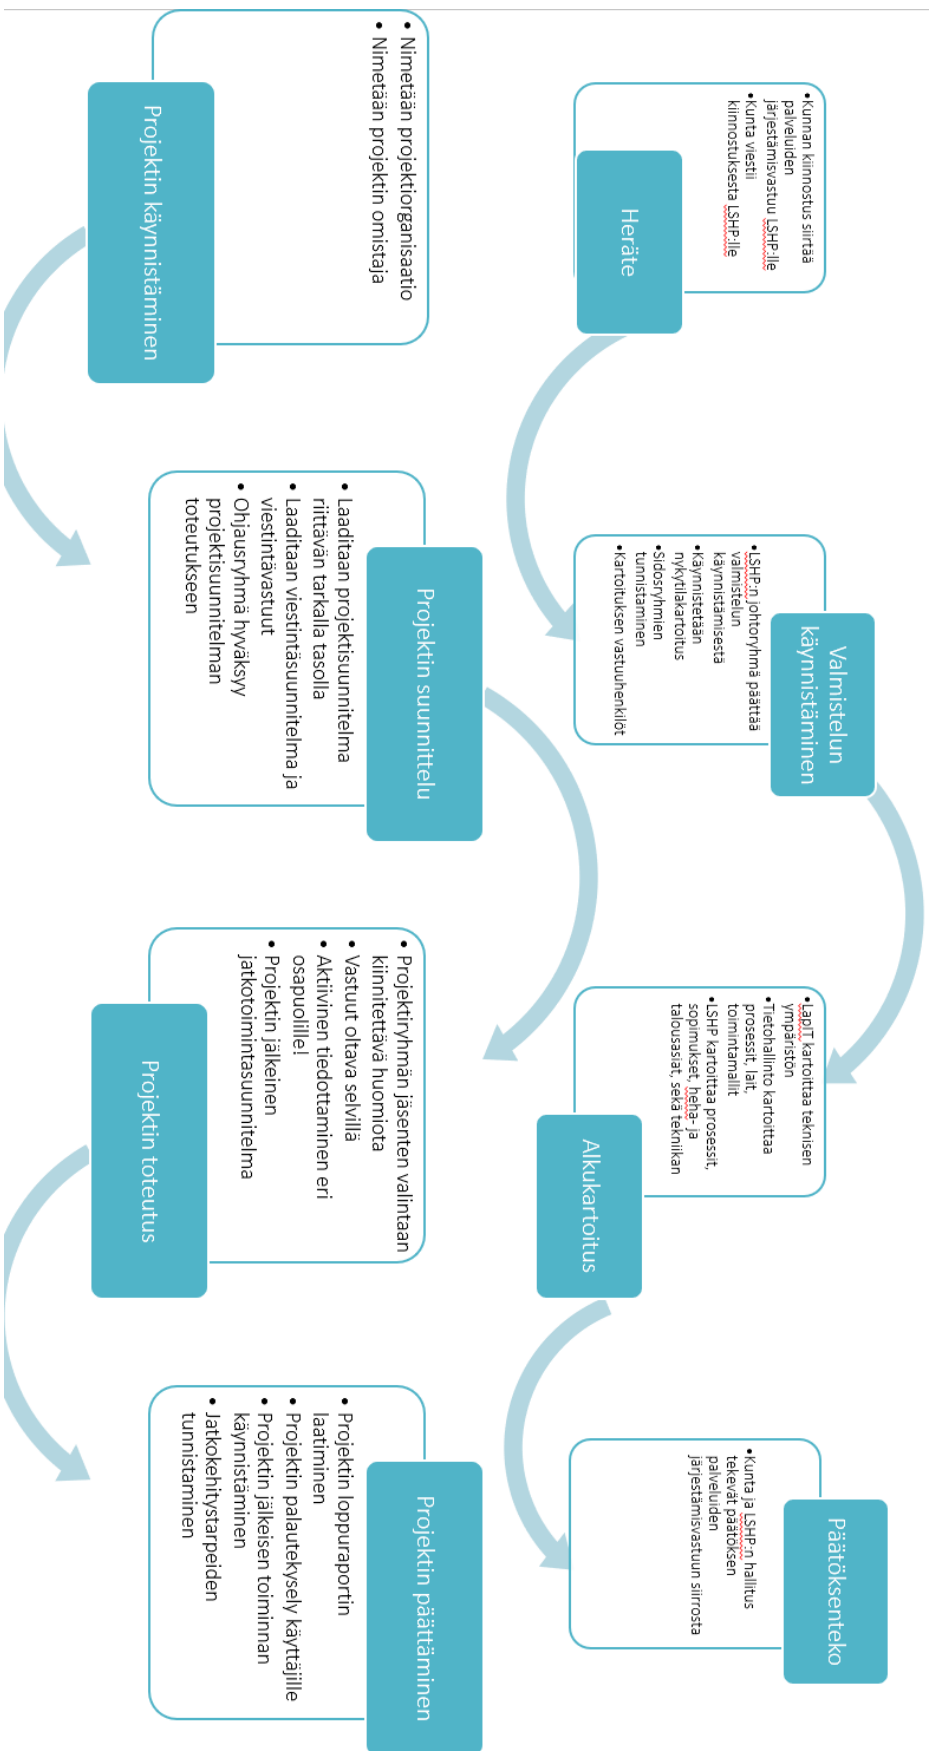 •Kunnan kiinnostus siirtää
palveluiden
järjestämisvastuu LSHP:lle
•Kunta viestii
kiinnostuksesta LSHP:lle
Heräte
Valmistelun
käynnistäminen
•LSHP:n johtoryhmä päättää
valmistelun
käynnistämisestä
•Käynnistetään
nykytilakartoitus
•Sidosryhmien
tunnistaminen
•Kartoituksen vastuuhenkilöt
•LapIT kartoittaa teknisen
ympäristön
•Tietohallinto kartoittaa
prosessit, lait,
toimintamallit
•LSHP kartoittaa prosessit,
sopimukset, heha- ja
talousasiat, sekä tekniikan
Alkukartoitus
Päätöksenteko
•Kunta ja LSHP:n hallitus
tekevät päätöksen
palveluiden
järjestämisvastuun siirrosta
• Nimetään projektiorganisaatio
• Nimetään projektin omistaja
Projektin käynnistäminen
Projektin suunnittelu
• Laaditaan projektisuunnitelma
riittävän tarkalla tasolla
• Laaditaan viestintäsuunnitelma ja
viestintävastuut
• Ohjausryhmä hyväksyy
projektisuunnitelman
toteutukseen
• Projektiryhmän jäsenten valintaan
kiinnitettävä huomiota
• Vastuut oltava selvillä
• Aktiivinen tiedottaminen eri
osapuolille!
• Projektin jälkeinen
jatkotoimintasuunnitelma
Projektin toteutus
Projektin päättäminen
• Projektin loppuraportin
laatiminen
• Projektin palautekysely käyttäjille
• Projektin jälkeisen toiminnan
käynnistäminen
• Jatkokehitystarpeiden
tunnistaminen